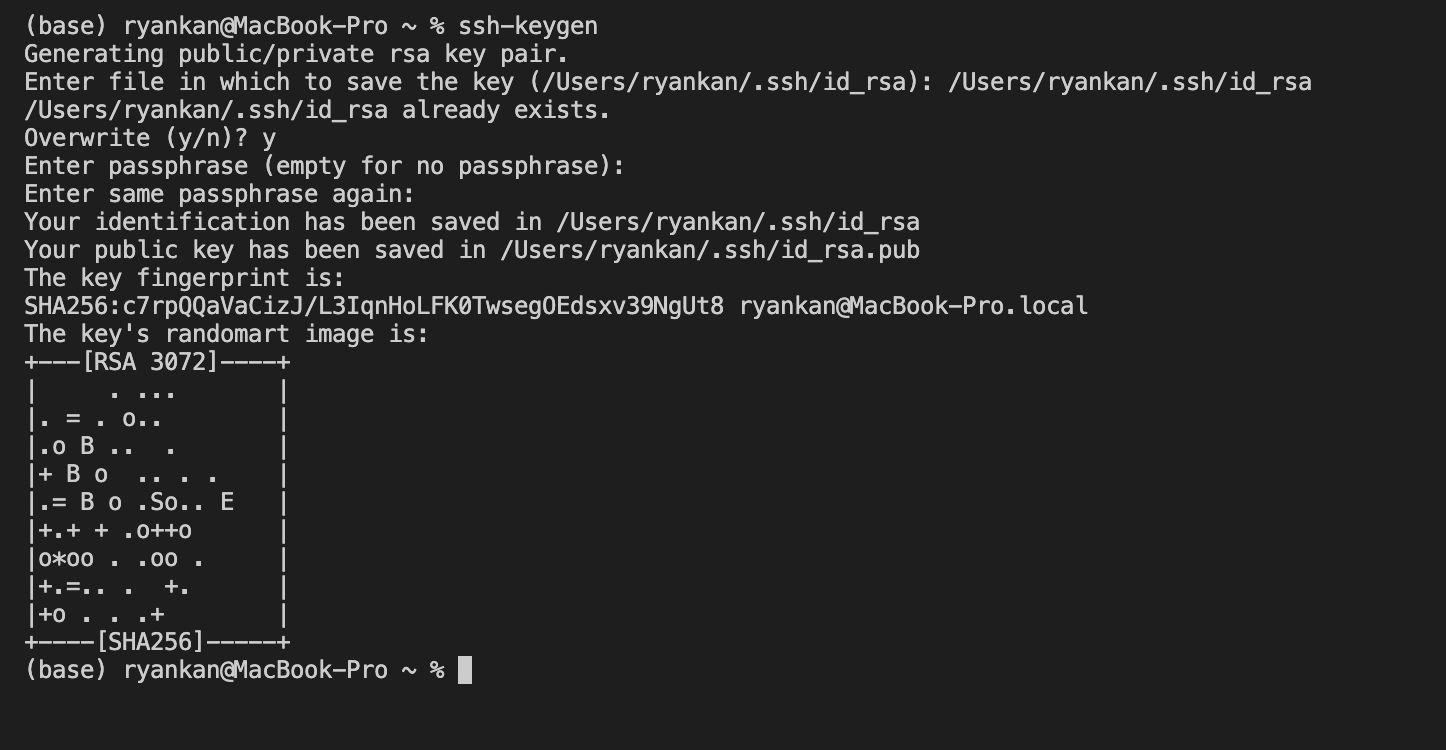 (base) ryankan@MacBook-Pro ~ % ssh-keygen
Generating public/private rsa key pair.
Enter file in which to save the key (/Users/ryankan/.ssh/id_rsa): /Users/ryankan/.ssh/id_rsa
/Users/ryankan/.ssh/id_rsa already exists.
Overwrite (y/n)? y
Enter passphrase (empty for no passphrase):
Enter same passphrase again:
Your identification has been saved in /Users/ryankan/.ssh/id_rsa
Your public key has been saved in /Users/ryankan/.ssh/id_rsa.pub
The key fingerprint is:
SHA256:c7rpQQaVaCizJ/L3IqnHoLFK0TwsegOEdsxv39NgUt8 ryankan@MacBook-Pro.local
The key's randomart image is:
+---[RSA 3072]----+
|     . ...       |
|. = . o..        |
|.o B ..  .       |
|+ B o  .. . .    |
|.= B o .So.. E   |
|+.+ + .o++o      |
|o*oo . .oo .     |
|+.=.. .  +.      |
|+o . . .+        |
+----[SHA256]-----+
(base) ryankan@MacBook-Pro ~ %